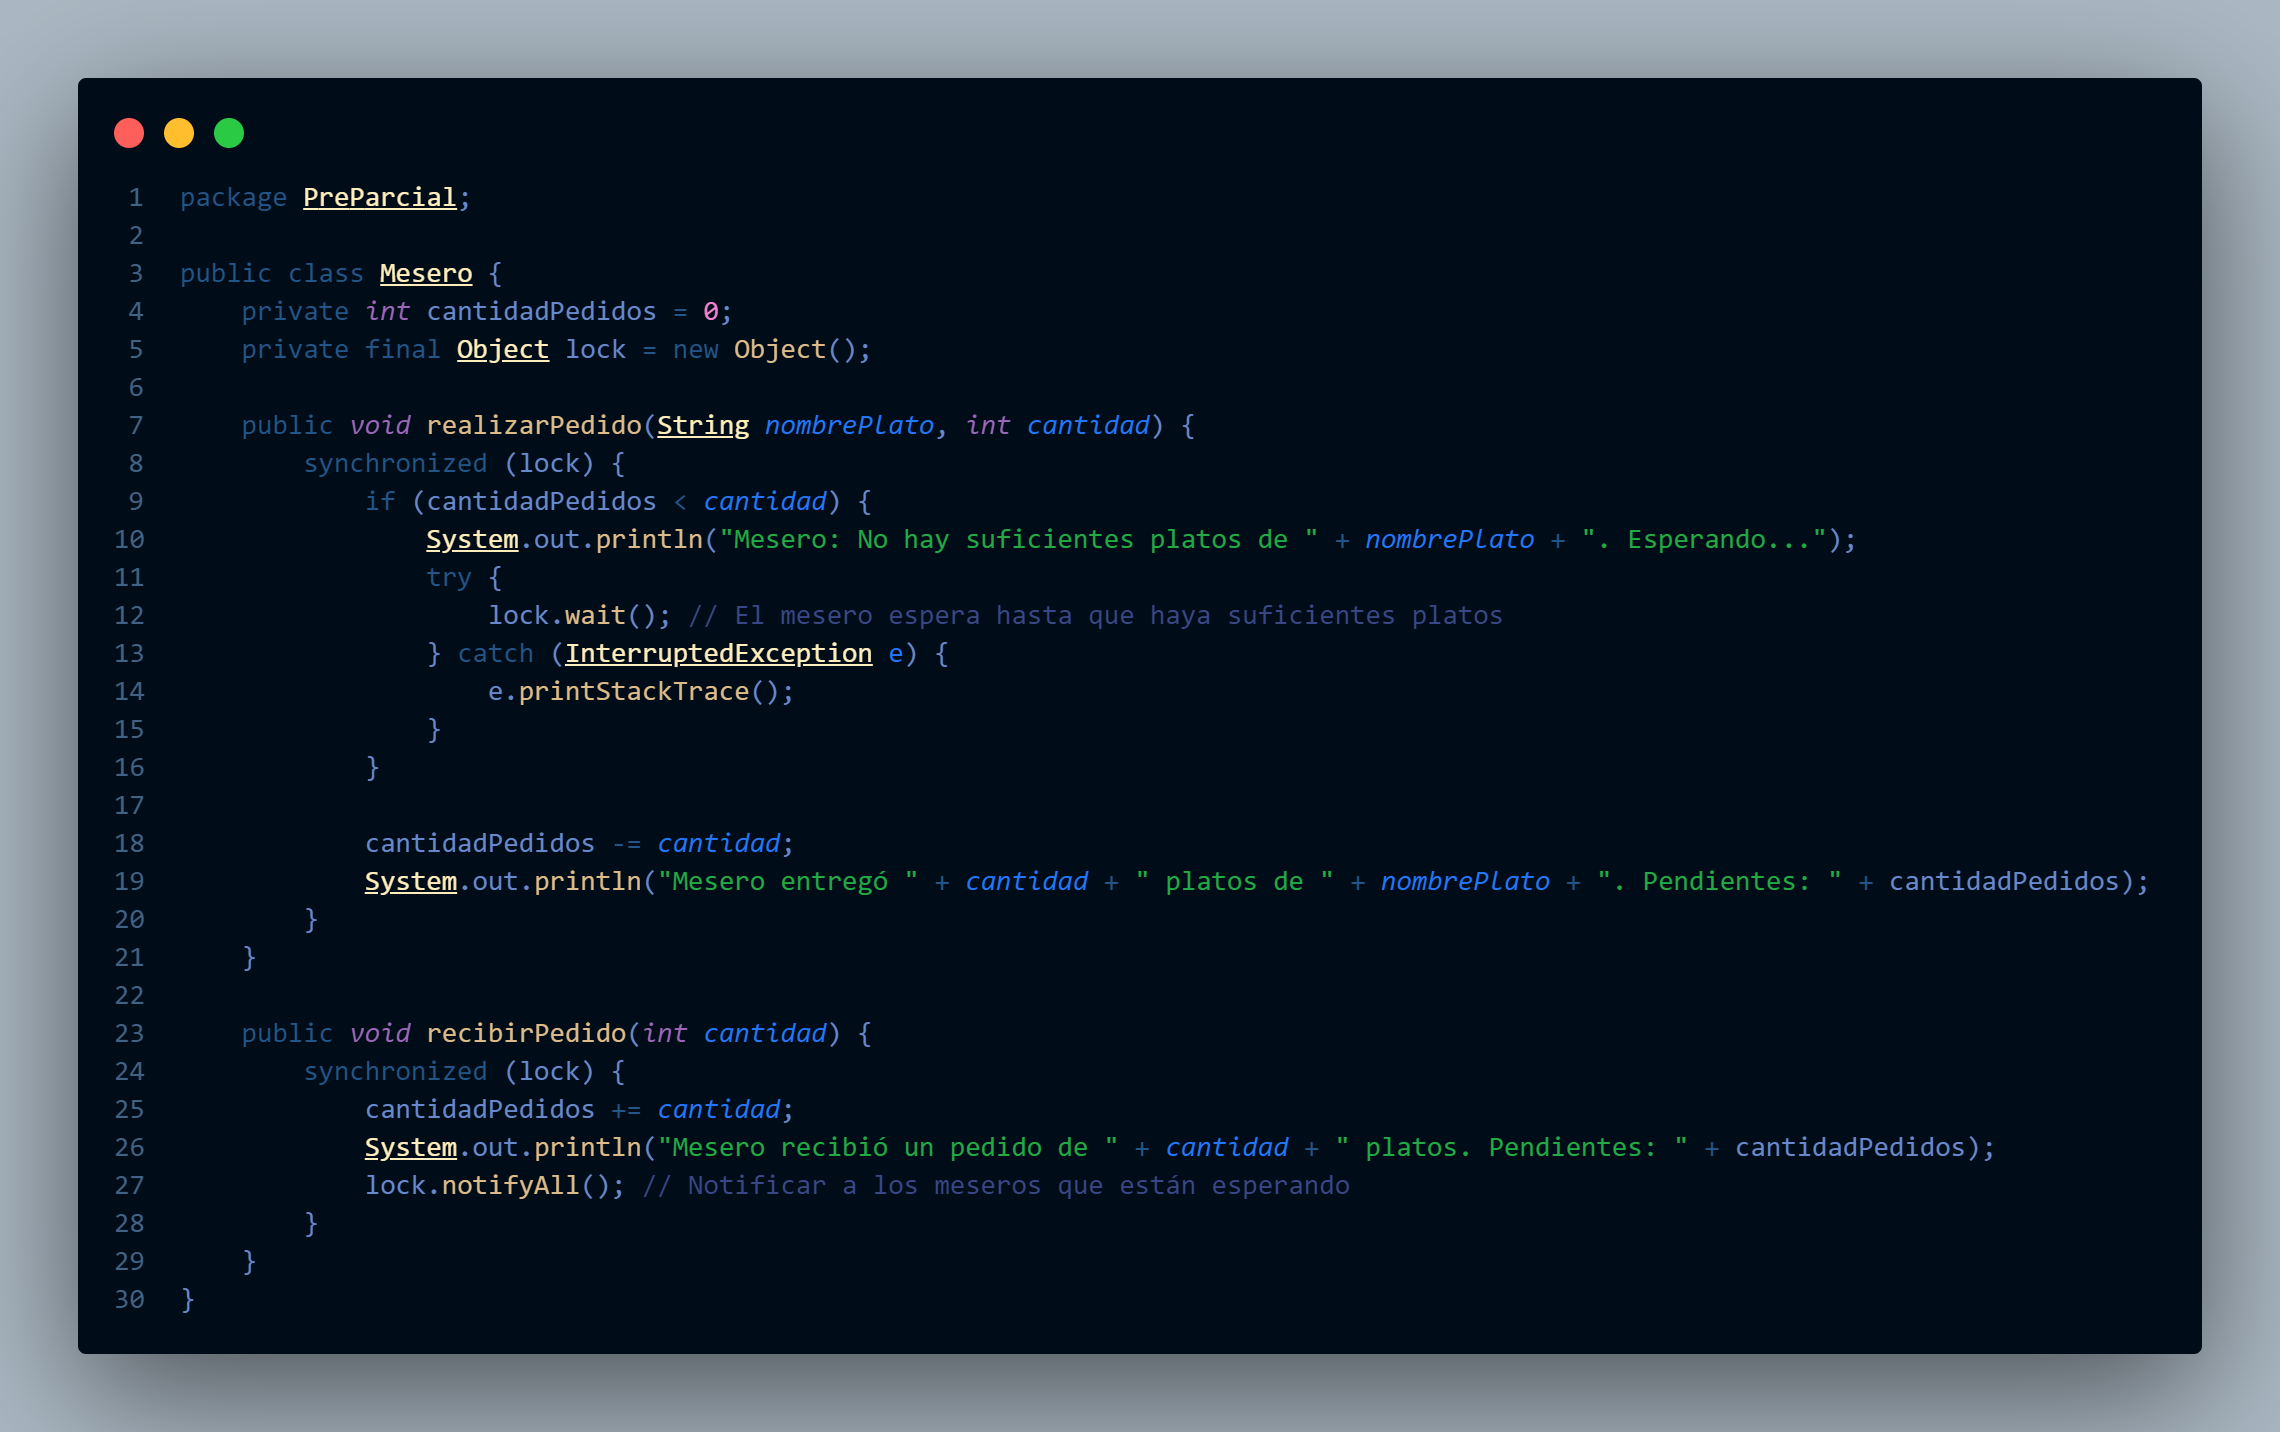 1 package PreParcial;
2
3 public class Mesero {
4     private int cantidadPedidos = 0;
5     private final Object lock = new Object();
6
7     public void realizarPedido(String nombrePlato, int cantidad) {
8         synchronized (lock) {
9             if (cantidadPedidos < cantidad) {
10                 System.out.println("Mesero: No hay suficientes platos de " + nombrePlato + ". Esperando...");
11                 try {
12                     lock.wait(); // El mesero espera hasta que haya suficientes platos
13                 } catch (InterruptedException e) {
14                     e.printStackTrace();
15                 }
16             }
17
18             cantidadPedidos -= cantidad;
19             System.out.println("Mesero entregó " + cantidad + " platos de " + nombrePlato + ". Pendientes: " + cantidadPedidos);
20         }
21     }
22
23     public void recibirPedido(int cantidad) {
24         synchronized (lock) {
25             cantidadPedidos += cantidad;
26             System.out.println("Mesero recibió un pedido de " + cantidad + " platos. Pendientes: " + cantidadPedidos);
27             lock.notifyAll(); // Notificar a los meseros que están esperando
28         }
29     }
30 }